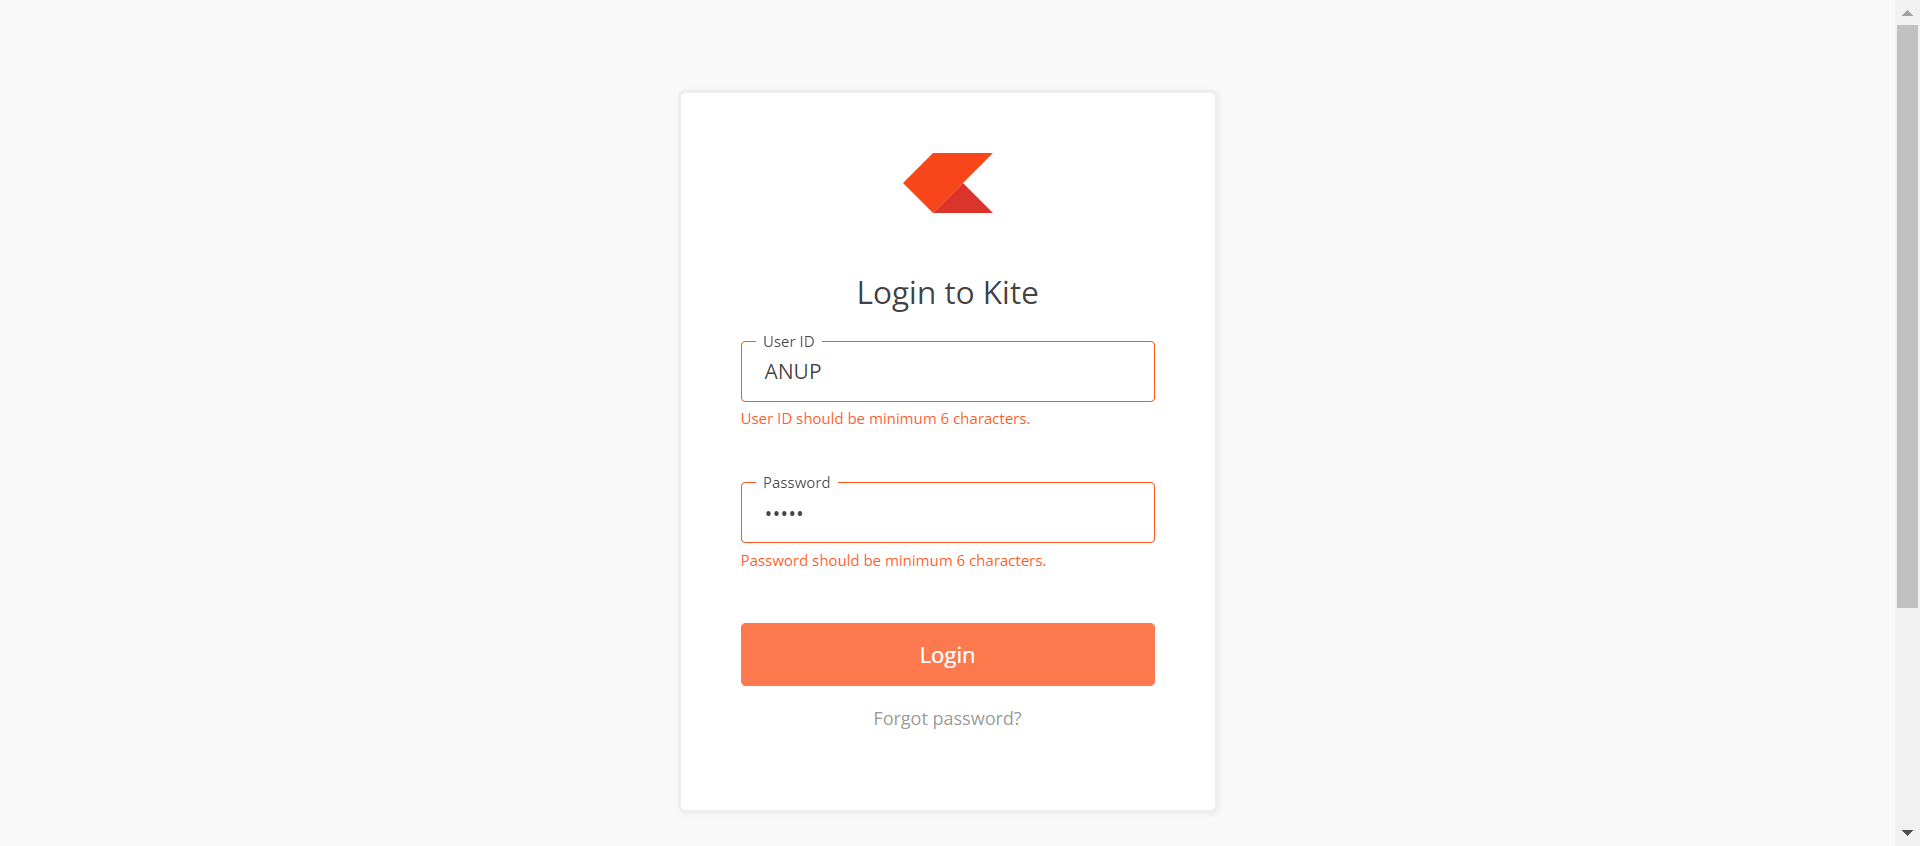 Login to Kite
User ID
ANUP
User ID should be minimum 6 characters.
Password
•••••
Password should be minimum 6 characters.
Login
Forgot password?